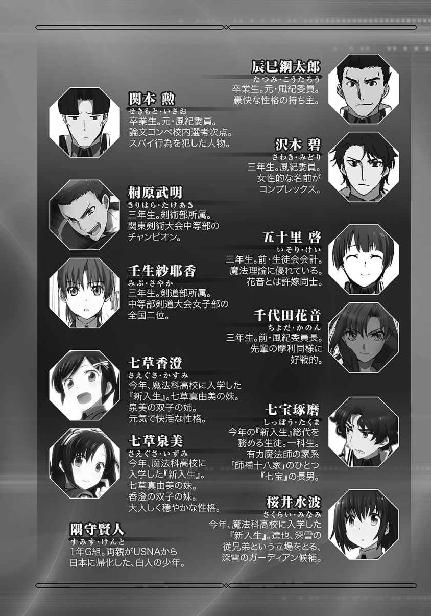 辰巳鋼太郎
たつみ・こうたろう
卒業生。元・風紀委員。
豪快な性格の持ち主。
関本 勲
せきもと・いさお
卒業生。元・風紀委員。
論文コンペ校内選考次点。
スパイ行為を犯した人物。
沢木 碧
さわき・みどり
三年生。風紀委員。
女性的な名前が
コンプレックス。
桐原武明
きりはら・たけあき
三年生。剣術部所属。
関東剣術大会中等部の
チャンピオン。
五十里 啓
いそり・けい
三年生。前・生徒会会計。
魔法理論に優れている。
花音とは許嫁同士。
壬生紗耶香
みぶ・さやか
三年生。剣道部所属。
中等部剣道大会女子部の
全国二位。
千代田花音
ちよだ・かのん
三年生。前・風紀委員長。
先輩の摩利同様に
好戦的。
七草香澄
さえぐさ・かすみ
今年、魔法科高校に入学した
『新入生』。七草真由美の妹。
泉美の双子の姉。
元気で快活な性格。
七宝琢磨
しっぽう・たくま
今年の『新入生』総代を
務める生徒。一科生。
有力魔法師の家系
「師補十八家」のひとつ
『七宝』の長男。
七草泉美
さえぐさ・いずみ
今年、魔法科高校に
入学した『新入生』。
七草真由美の妹。
香澄の双子の妹。
大人しく穏やかな性格。
桜井水波
さくらい・みなみ
今年、魔法科高校に入学した
『新入生』。達也、深雪の
従兄弟という立場をとる、
深雪のガーディアン候補。
隅守賢人
すみす・けんと
1年G組。両親がUSNAから
日本に帰化した、白人の少年。